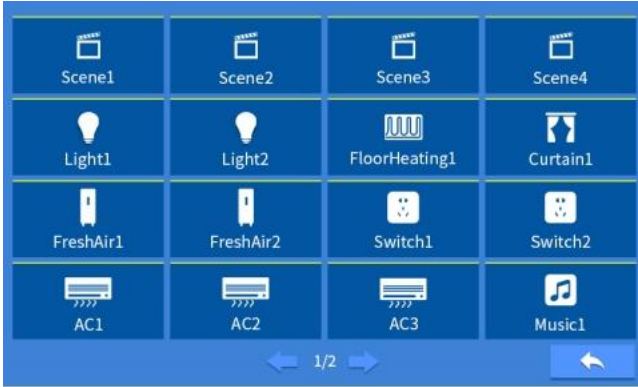 Scene1 Scene2 Scene3 Scene4
Light1 Light2 FloorHeating1 Curtain1
FreshAir1 FreshAir2 Switch1 Switch2
AC1 AC2 AC3 Music1
1/2